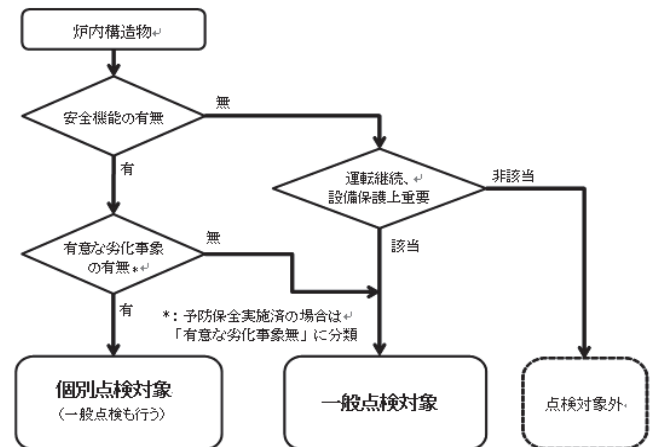 炉内構造物
安全機能の有無
無
有
運転継続、
設備保護上重要
非該当
該当
有意な劣化事象
の有無*
無
有
*:予防保全実施済の場合は
「有意な劣化事象無」に分類
個別点検対象
(一般点検も行う)
一般点検対象
点検対象外